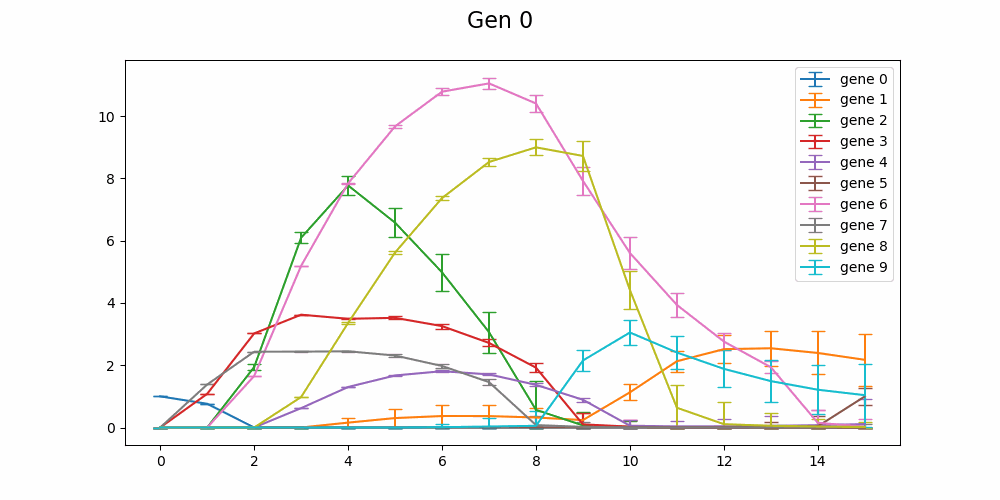 Gen 0
10
8
6
4
2
0
0 2 4 6 8 10 12 14
gene 0
gene 1
gene 2
gene 3
gene 4
gene 5
gene 6
gene 7
gene 8
gene 9